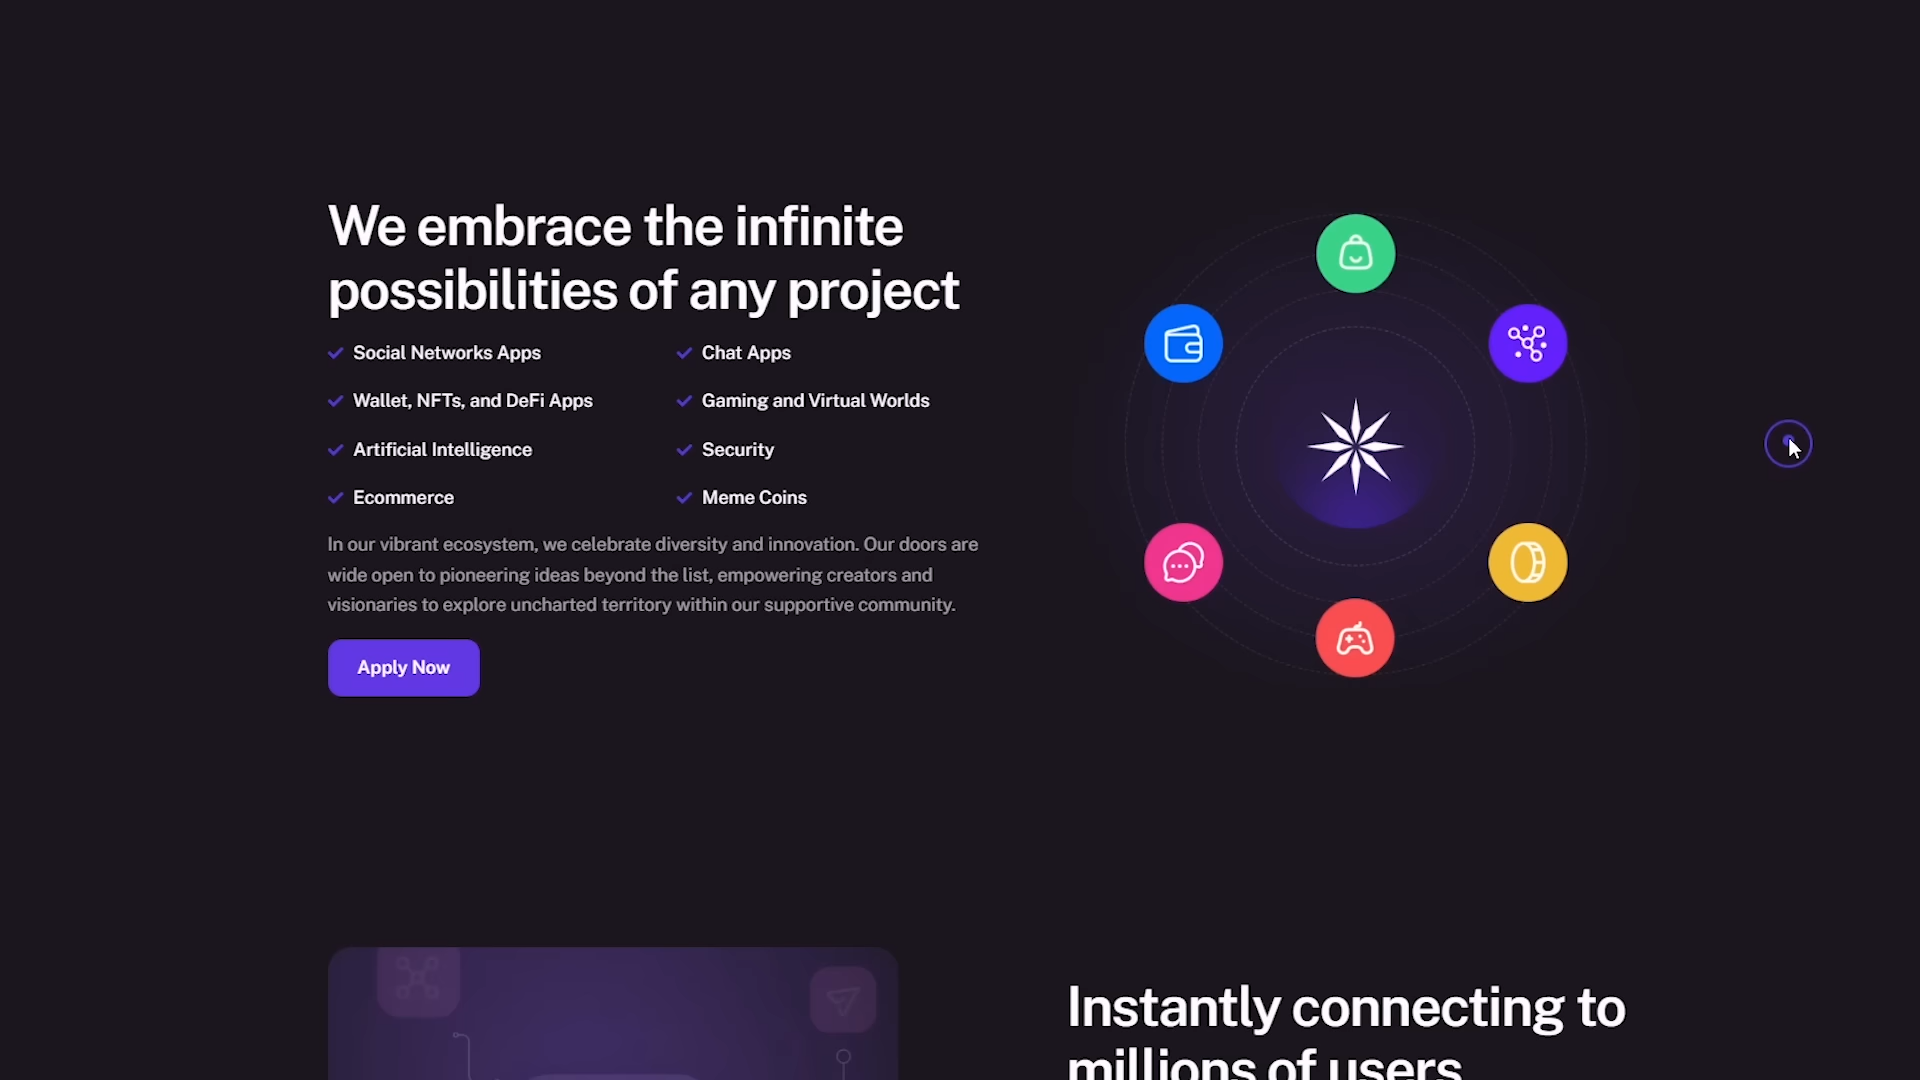 We embrace the infinite
possibilities of any project
Social Networks Apps
Chat Apps
Wallet, NFTs, and DeFi Apps
Gaming and Virtual Worlds
Artificial Intelligence
Security
Ecommerce
Meme Coins
In our vibrant ecosystem, we celebrate diversity and innovation. Our doors are
wide open to pioneering ideas beyond the list, empowering creators and
visionaries to explore uncharted territory within our supportive community.
Apply Now
Instantly connecting to
millions of users